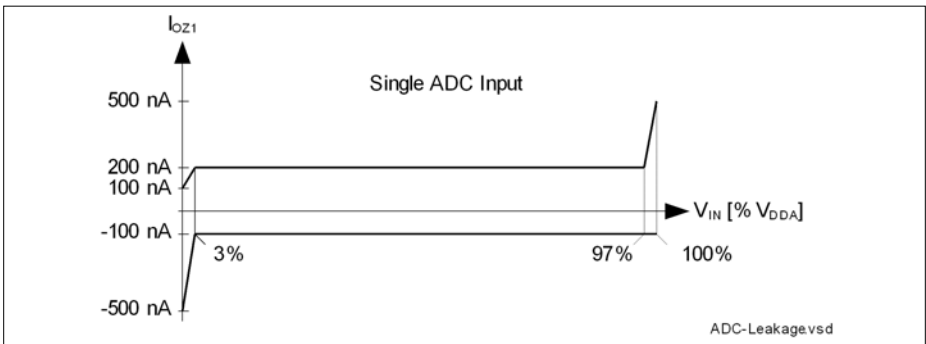 I_OZ1
Single ADC Input
500 nA
200 nA
100 nA
V_IN [% V_DDA]
-100 nA
3%
97%
100%
-500 nA
ADC-Leakage.vsd